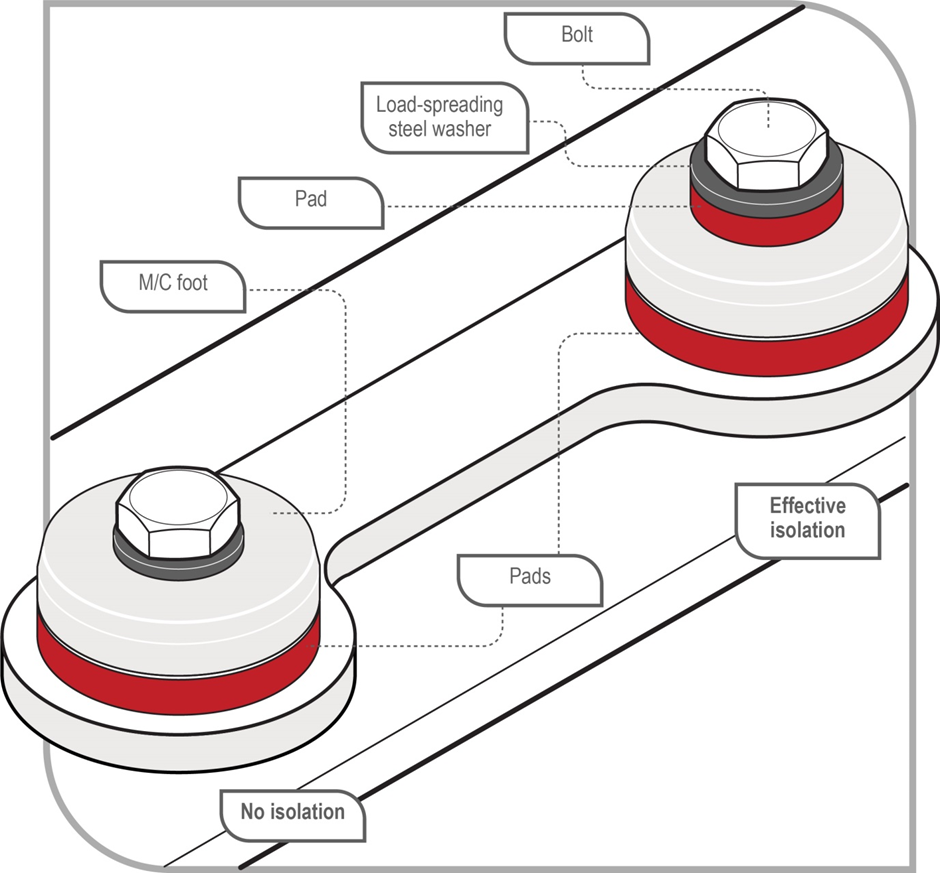 Bolt
Load-spreading
steel washer
Pad
M/C foot
Effective
isolation
Pads
No isolation